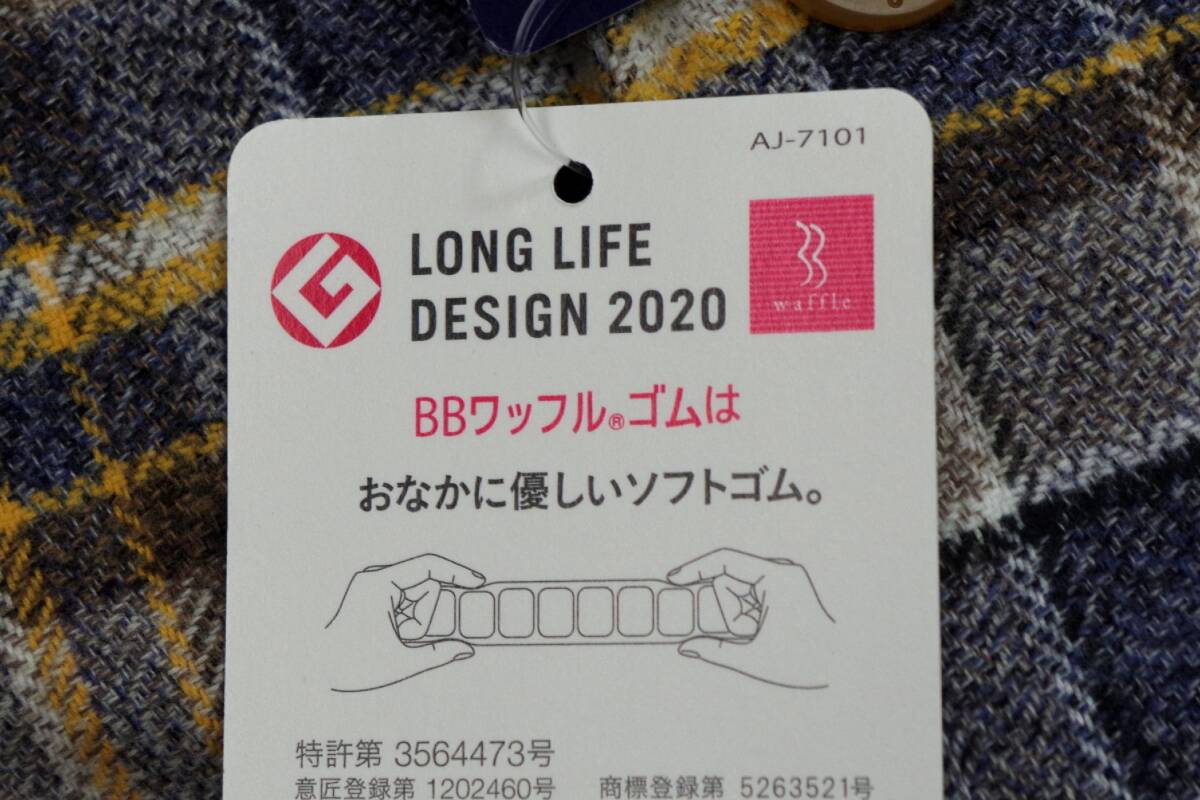 AJ-7101
LONG LIFE
DESIGN 2020
waffle
BBワッフル®ゴムは
おなかに優しいソフトゴム。
特許第 3564473号
意匠登録第 1202460号 商標登録第 5263521号